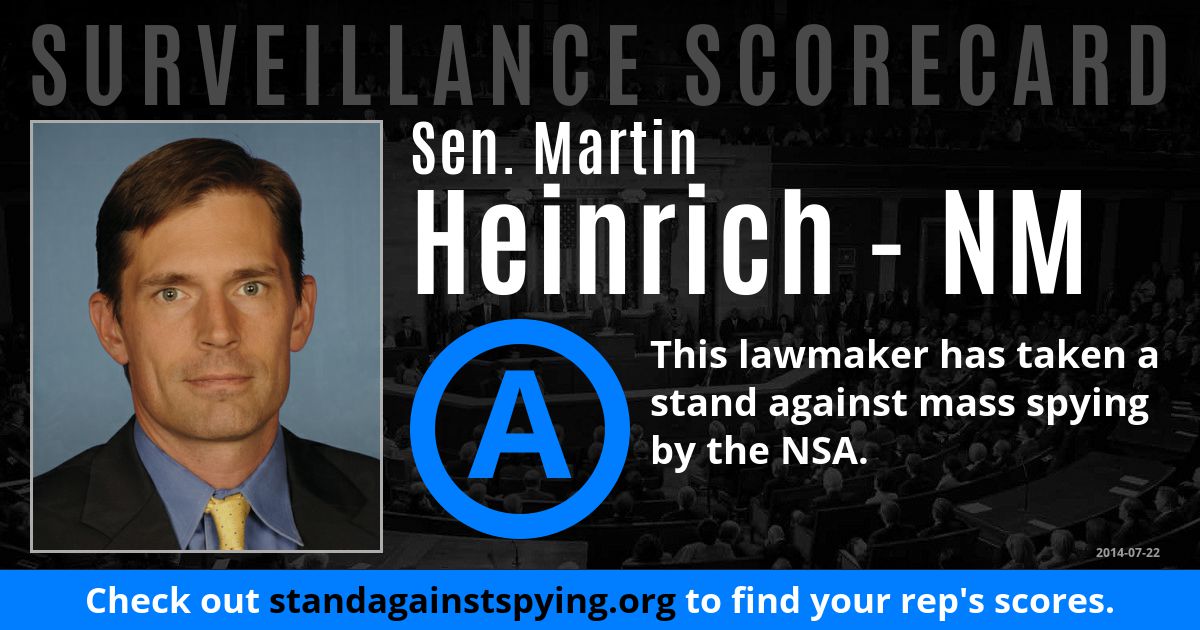 SURVEILLANCE SCORECARD
Sen. Martin
Heinrich - NM
A
This lawmaker has taken a
stand against mass spying
by the NSA.
2014-07-22
Check out standagainstspying.org to find your rep's scores.